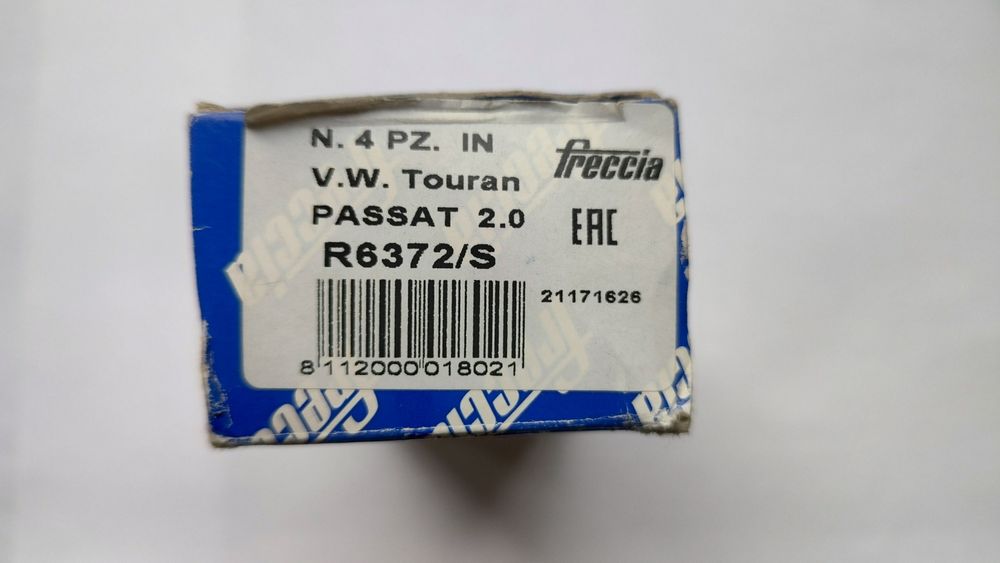 N. 4 PZ. IN
V.W. Touran
PASSAT 2.0
R6372/S
8 112000 018021
freccia
EAC
21171626